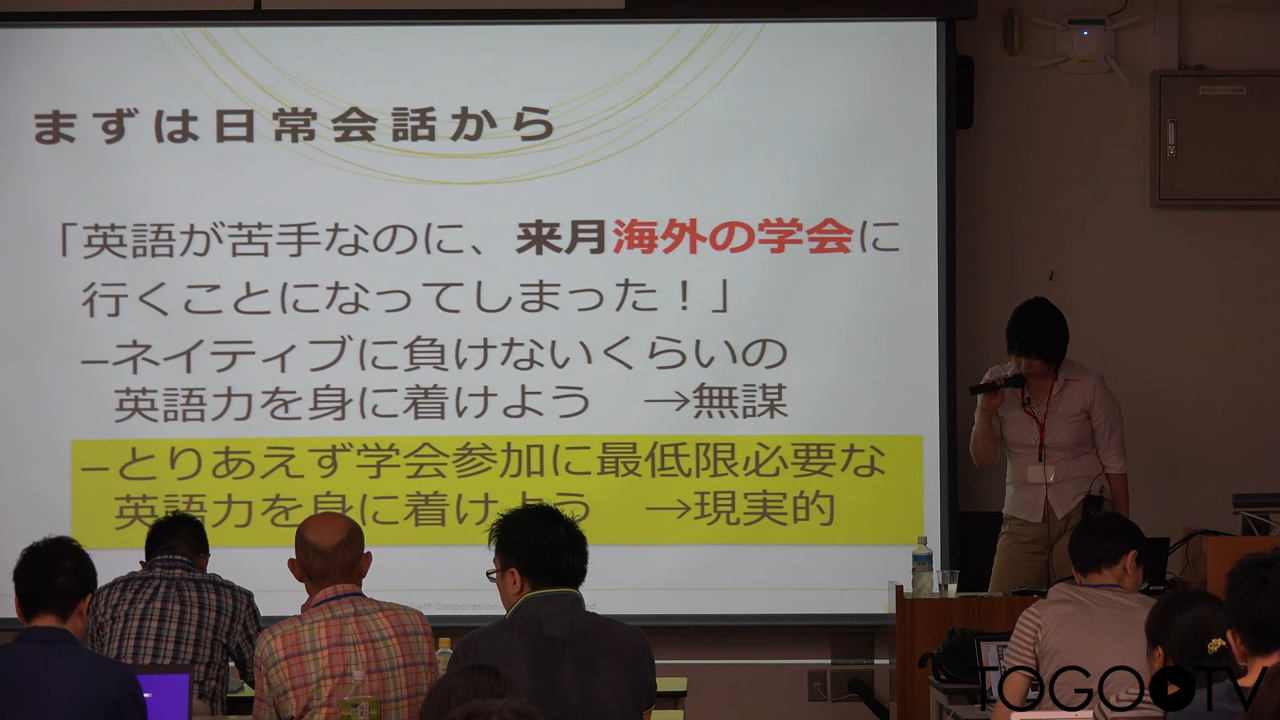 まずは日常会話から
「英語が苦手なのに、来月海外の学会に
行くことになってしまった！」
–ネイティブに負けないくらいの
英語力を身に着けよう　→無謀
–とりあえず学会参加に最低限必要な
英語力を身に着けよう　→現実的
Corporation
TOGOTV